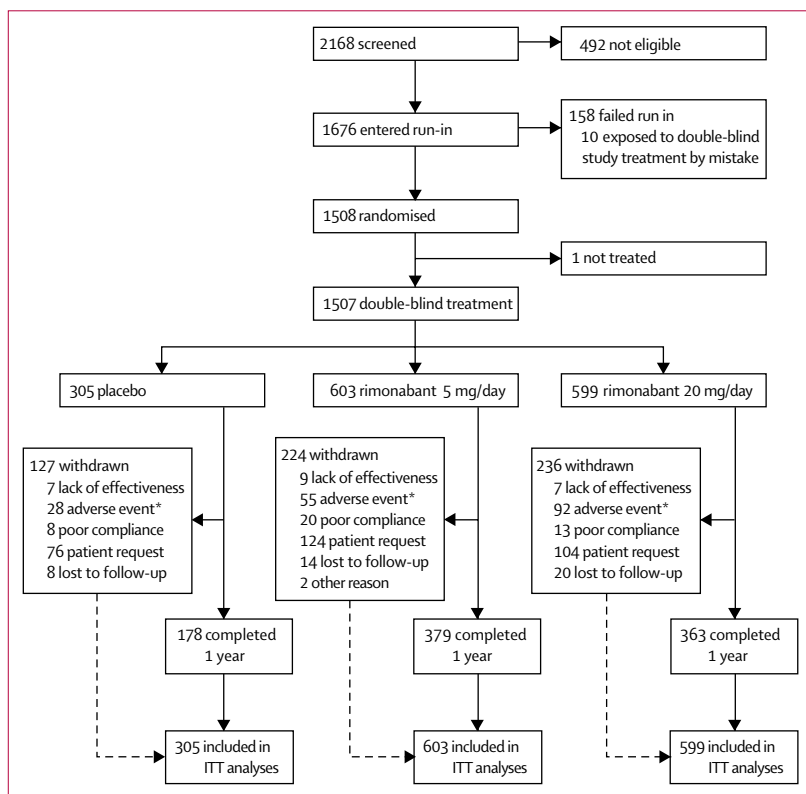 2168 screened
492 not eligible
1676 entered run-in
158 failed run in
10 exposed to double-blind
study treatment by mistake
1508 randomised
1 not treated
1507 double-blind treatment
305 placebo
603 rimonabant 5 mg/day
599 rimonabant 20 mg/day
127 withdrawn
7 lack of effectiveness
28 adverse event*
8 poor compliance
76 patient request
8 lost to follow-up
224 withdrawn
9 lack of effectiveness
55 adverse event*
20 poor compliance
124 patient request
14 lost to follow-up
2 other reason
236 withdrawn
7 lack of effectiveness
92 adverse event*
13 poor compliance
104 patient request
20 lost to follow-up
178 completed
1 year
379 completed
1 year
363 completed
1 year
305 included in
ITT analyses
603 included in
ITT analyses
599 included in
ITT analyses